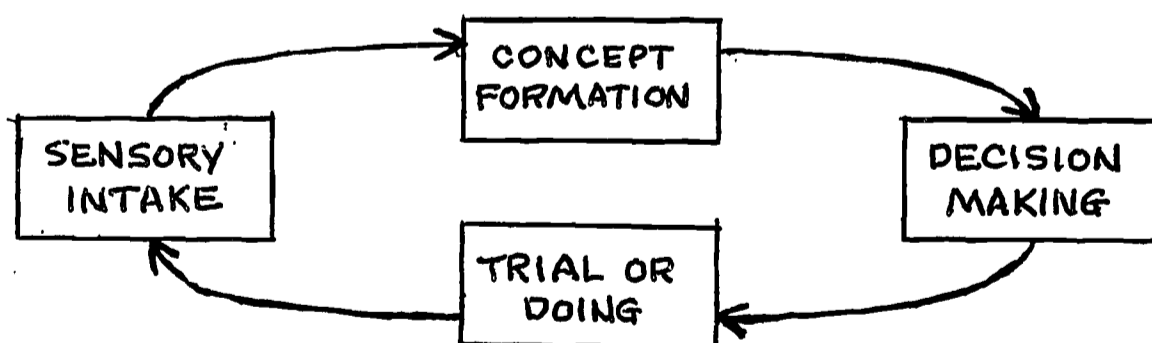 CONCEPT
FORMATION
SENSORY
INTAKE
DECISION
MAKING
TRIAL OR
DOING